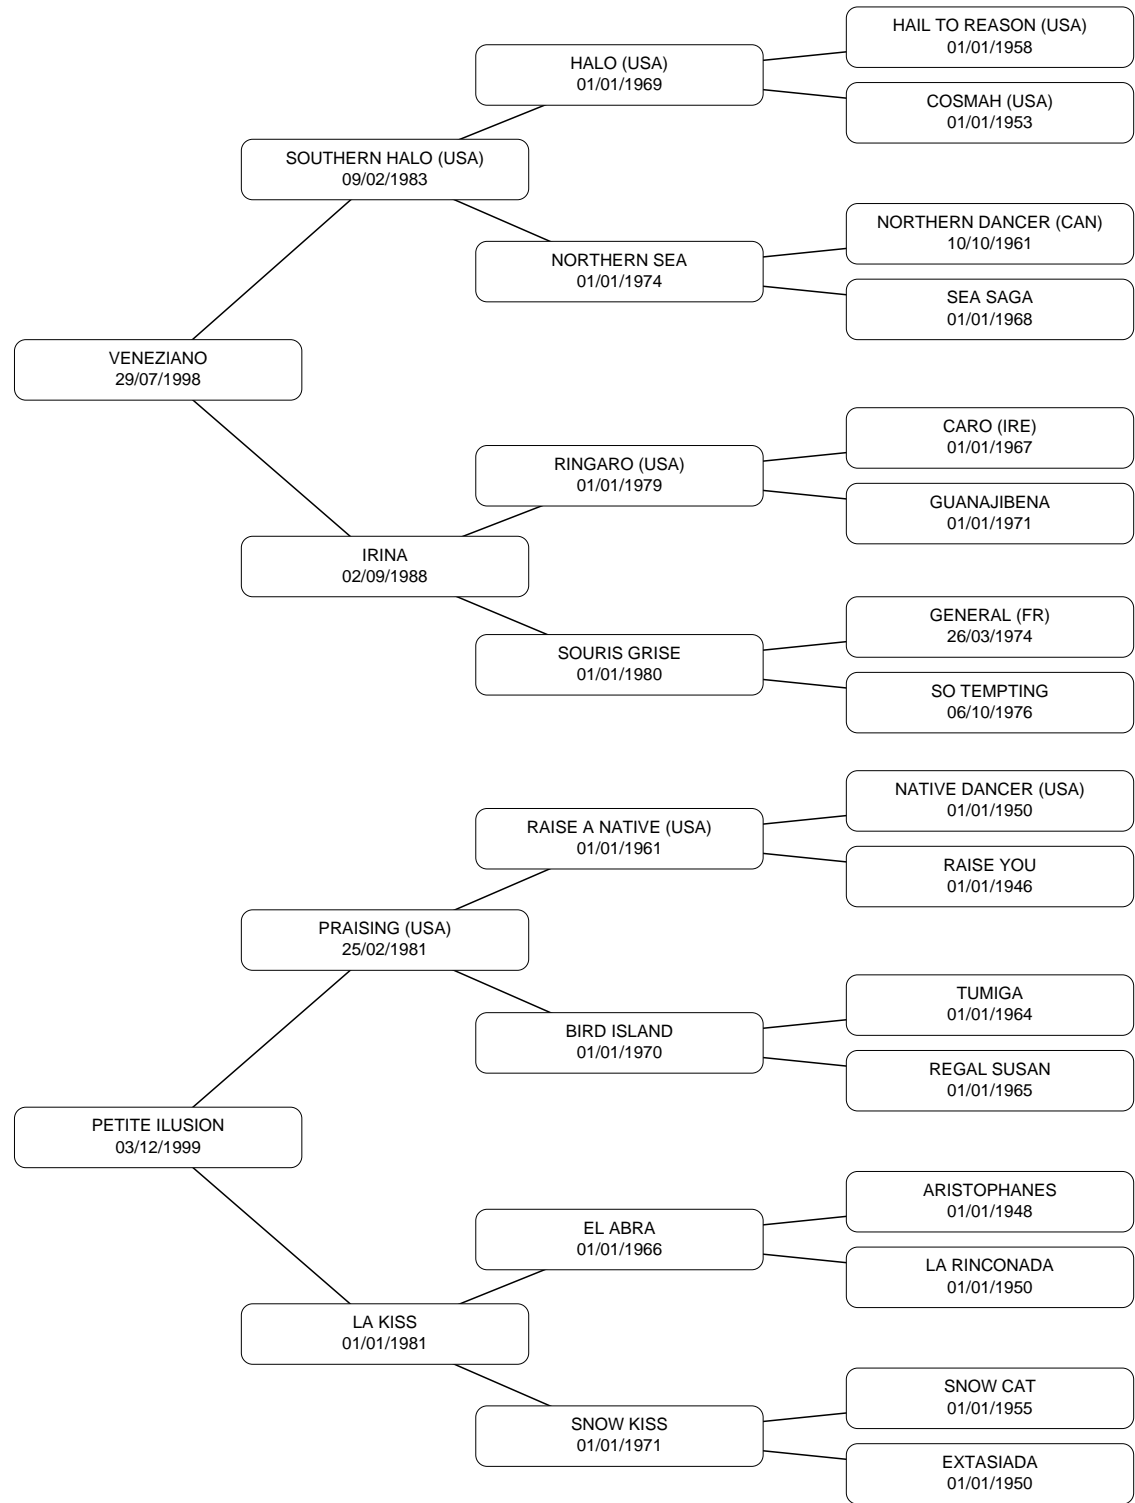 HAIL TO REASON (USA)
01/01/1958
HALO (USA)
01/01/1969
COSMAH (USA)
01/01/1953
SOUTHERN HALO (USA)
09/02/1983
NORTHERN DANCER (CAN)
10/10/1961
NORTHERN SEA
01/01/1974
SEA SAGA
01/01/1968
VENEZIANO
29/07/1998
CARO (IRE)
01/01/1967
RINGARO (USA)
01/01/1979
GUANAJIBENA
01/01/1971
IRINA
02/09/1988
GENERAL (FR)
26/03/1974
SOURIS GRISE
01/01/1980
SO TEMPTING
06/10/1976
NATIVE DANCER (USA)
01/01/1950
RAISE A NATIVE (USA)
01/01/1961
RAISE YOU
01/01/1946
PRAISING (USA)
25/02/1981
TUMIGA
01/01/1964
BIRD ISLAND
01/01/1970
REGAL SUSAN
01/01/1965
PETITE ILUSION
03/12/1999
ARISTOPHANES
01/01/1948
EL ABRA
01/01/1966
LA RINCONADA
01/01/1950
LA KISS
01/01/1981
SNOW CAT
01/01/1955
SNOW KISS
01/01/1971
EXTASIADA
01/01/1950